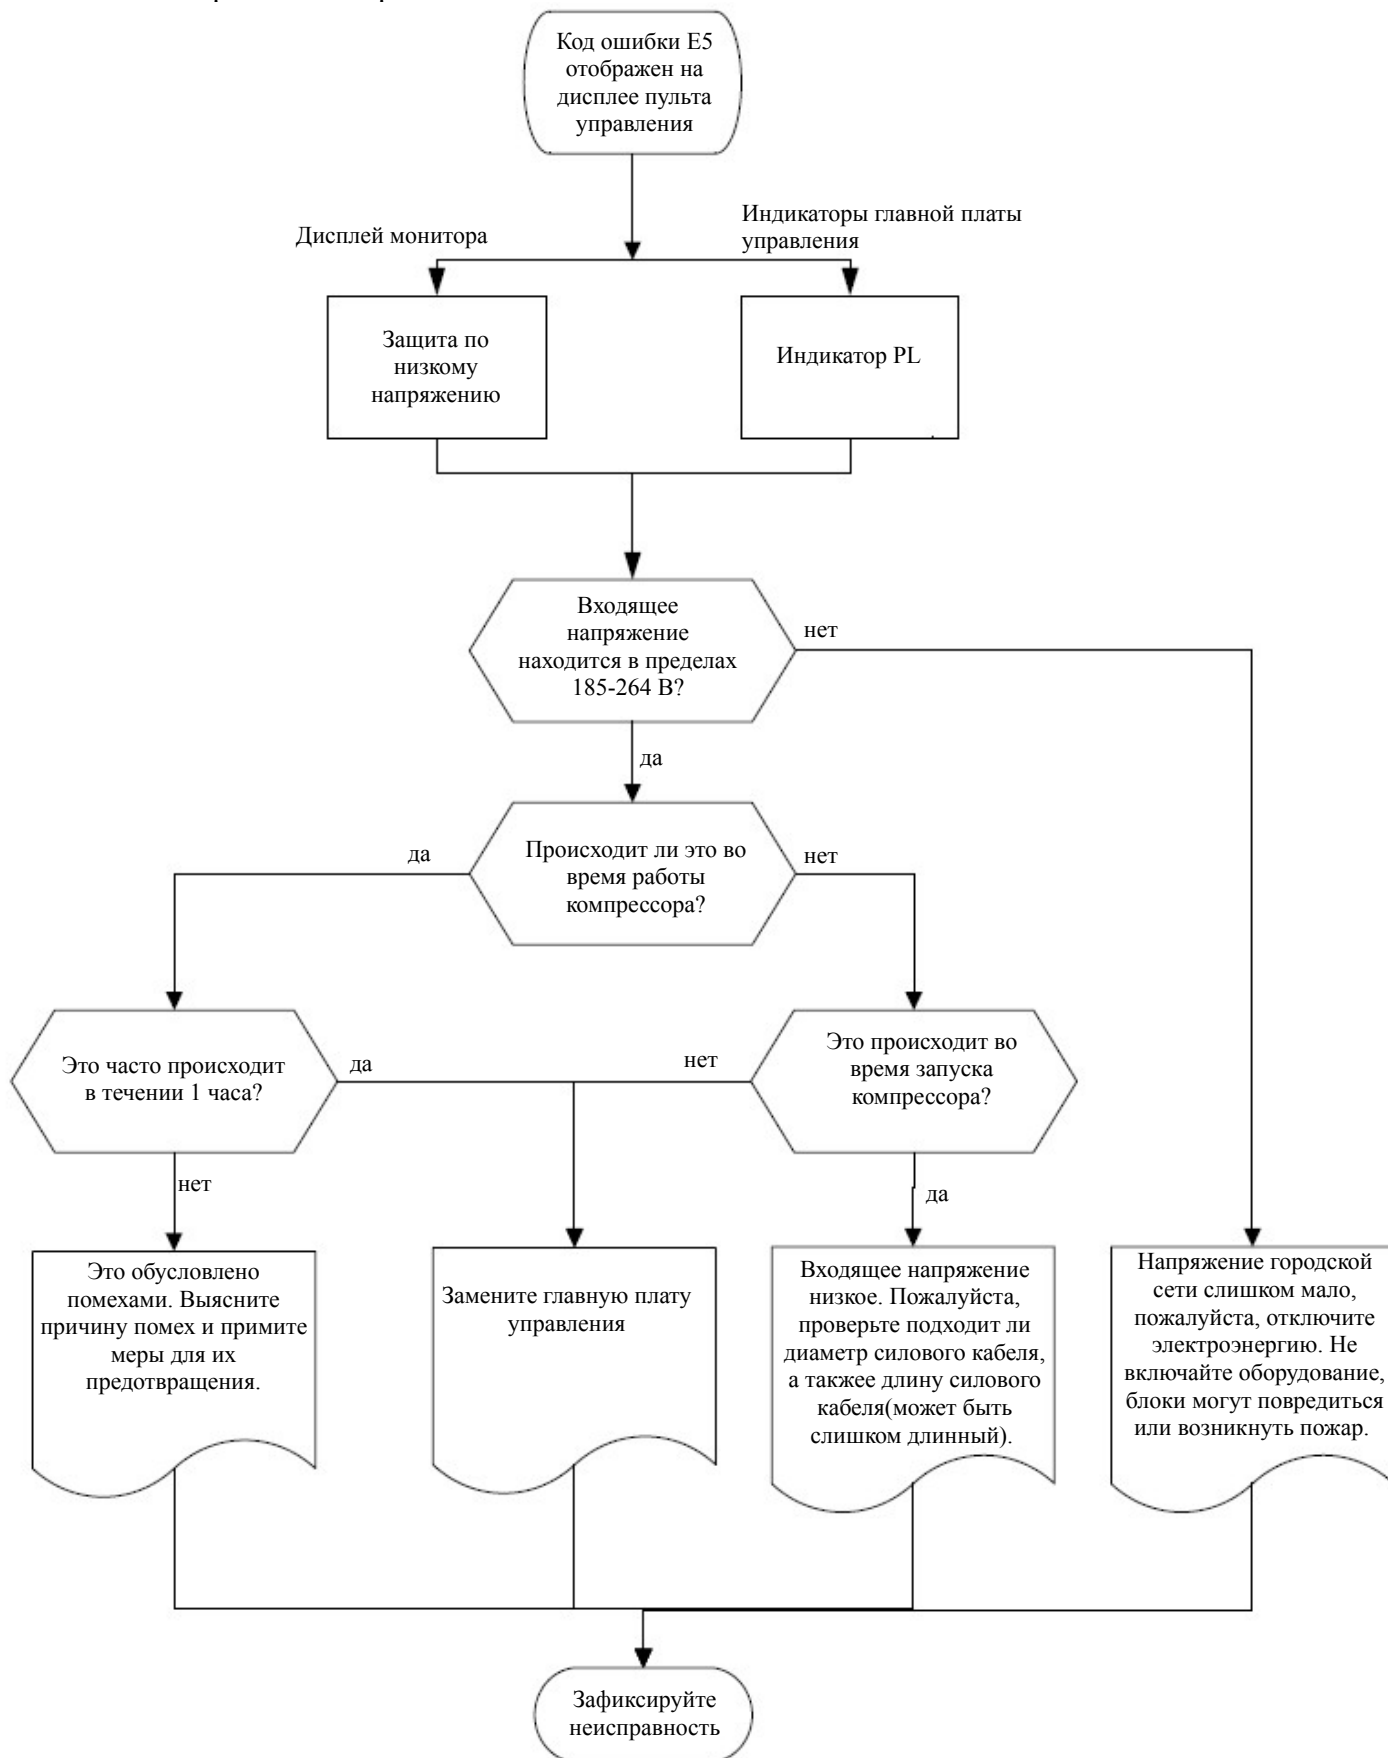 Код ошибки E5
отображен на
дисплее пульта
управления
Дисплей монитора
Индикаторы главной платы
управления
Защита по
низкому
напряжению
Индикатор PL
Входящее
напряжение
находится в пределах
185-264 В?
нет
да
Происходит ли это во
время работы
компрессора?
да
нет
Это часто происходит
в течении 1 часа?
да
нет
Это происходит во
время запуска
компрессора?
нет
да
Это обусловлено
помехами. Выясните
причину помех и примите
меры для их
предотвращения.
Замените главную плату
управления
Входящее напряжение
низкое. Пожалуйста,
проверьте подходит ли
диаметр силового кабеля,
а такжее длину силового
кабеля(может быть
слишком длинный).
Напряжение городской
сети слишком мало,
пожалуйста, отключите
электроэнергию. Не
включайте оборудование,
блоки могут повредиться
или возникнуть пожар.
Зафиксируйте
неисправность